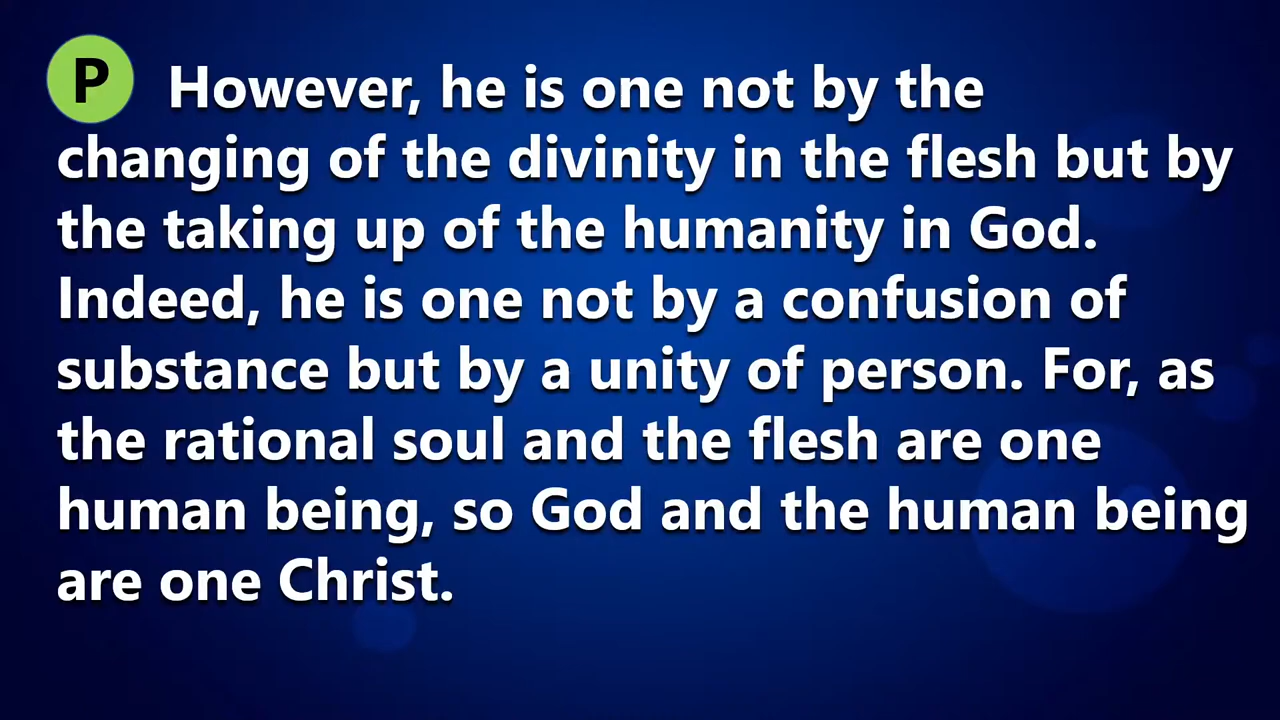 P However, he is one not by the
changing of the divinity in the flesh but by
the taking up of the humanity in God.
Indeed, he is one not by a confusion of
substance but by a unity of person. For, as
the rational soul and the flesh are one
human being, so God and the human being
are one Christ.